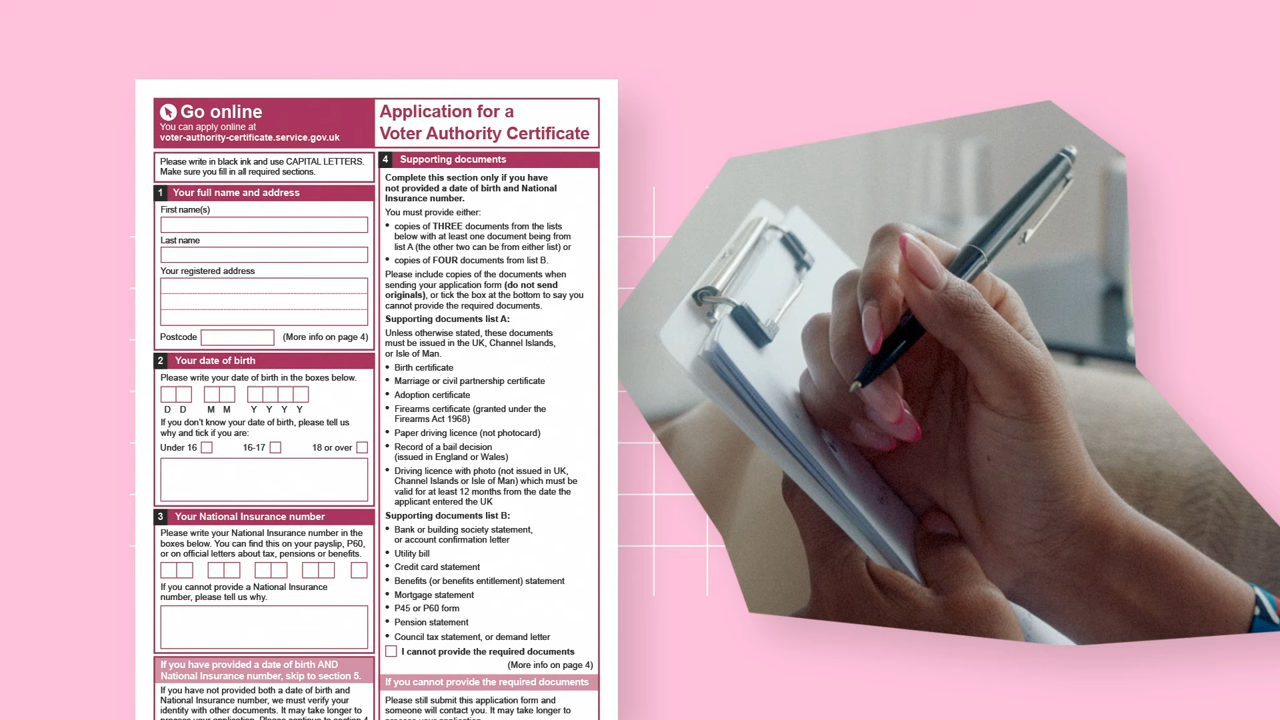 Go online
You can apply online at
voter-authority-certificate.service.gov.uk
Application for a
Voter Authority Certificate
Please write in black ink and use CAPITAL LETTERS.
Make sure you fill in all required sections.
1 Your full name and address
First name(s)
Last name
Your registered address
Postcode (More info on page 4)
2 Your date of birth
Please write your date of birth in the boxes below.
D D M M Y Y Y Y
If you don't know your date of birth, please tell us
why and tick if you are:
Under 16 16-17 18 or over
3 Your National Insurance number
Please write your National Insurance number in the
boxes below. You can find this on your payslip, P60,
or on official letters about tax, pensions or benefits.
If you cannot provide a National Insurance
number, please tell us why.
If you have provided a date of birth AND
National Insurance number, skip to section 5.
If you have not provided both a date of birth and
National Insurance number, we must verify your
identity with other documents. It may take longer to
4 Supporting documents
Complete this section only if you have
not provided a date of birth and National
Insurance number.
You must provide either:
• copies of THREE documents from the lists
below with at least one document being from
list A (the other two can be from either list) or
• copies of FOUR documents from list B.
Please include copies of the documents when
sending your application form (do not send
originals), or tick the box at the bottom to say you
cannot provide the required documents.
Supporting documents list A:
Unless otherwise stated, these documents
must be issued in the UK, Channel Islands,
or Isle of Man.
• Birth certificate
• Marriage or civil partnership certificate
• Adoption certificate
• Firearms certificate (granted under the
Firearms Act 1968)
• Paper driving licence (not photocard)
• Record of a bail decision
(issued in England or Wales)
• Driving licence with photo (not issued in UK,
Channel Islands or Isle of Man) which must be
valid for at least 12 months from the date the
applicant entered the UK
Supporting documents list B:
• Bank or building society statement,
or account confirmation letter
• Utility bill
• Credit card statement
• Benefits (or benefits entitlement) statement
• Mortgage statement
• P45 or P60 form
• Pension statement
• Council tax statement, or demand letter
I cannot provide the required documents
(More info on page 4)
If you cannot provide the required documents
Please still submit this application form and
someone will contact you. It may take longer to